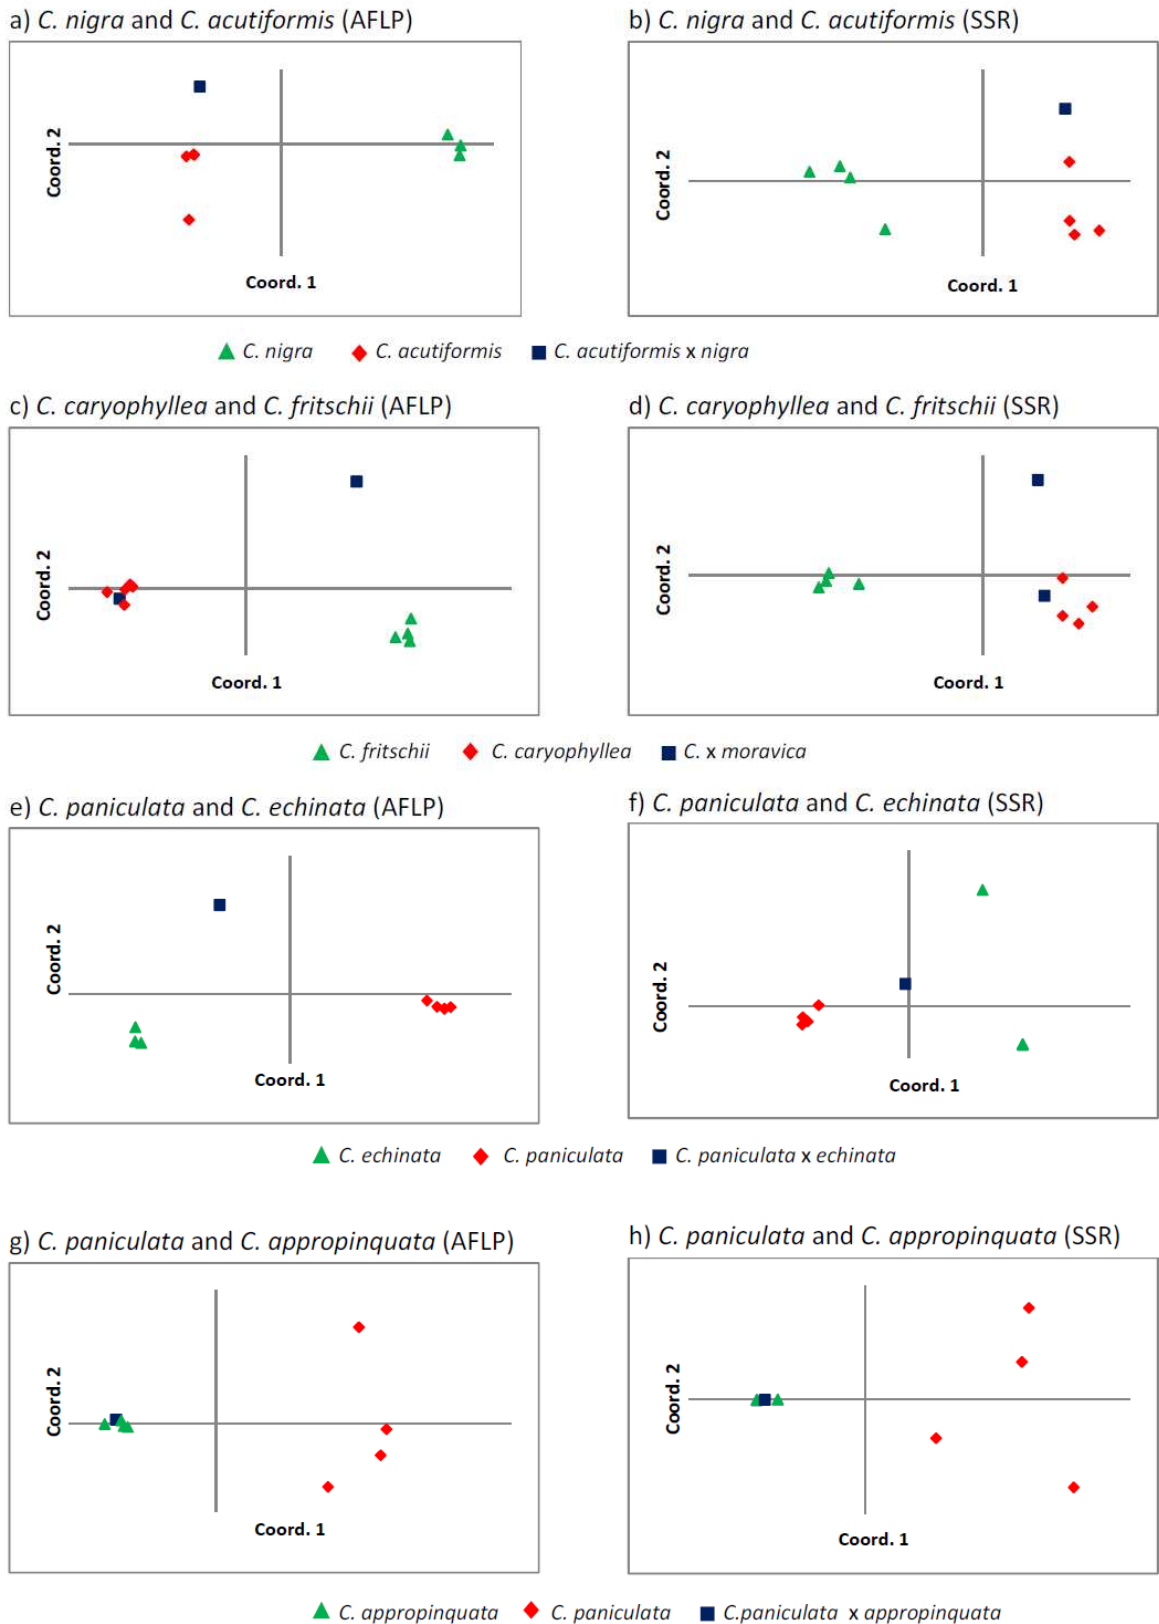 a) C. nigra and C. acutiformis (AFLP)
b) C. nigra and C. acutiformis (SSR)
Coord. 2
Coord. 1
Coord. 2
Coord. 1
C. nigra C. acutiformis C. acutiformis x nigra
c) C. caryophyllea and C. fritschii (AFLP)
d) C. caryophyllea and C. fritschii (SSR)
Coord. 2
Coord. 1
Coord. 2
Coord. 1
C. fritschii C. caryophyllea C. x moravica
e) C. paniculata and C. echinata (AFLP)
f) C. paniculata and C. echinata (SSR)
Coord. 2
Coord. 1
Coord. 2
Coord. 1
C. echinata C. paniculata C. paniculata x echinata
g) C. paniculata and C. appropinquata (AFLP)
h) C. paniculata and C. appropinquata (SSR)
Coord. 2
Coord. 1
Coord. 2
Coord. 1
C. appropinquata C. paniculata C.paniculata x appropinquata